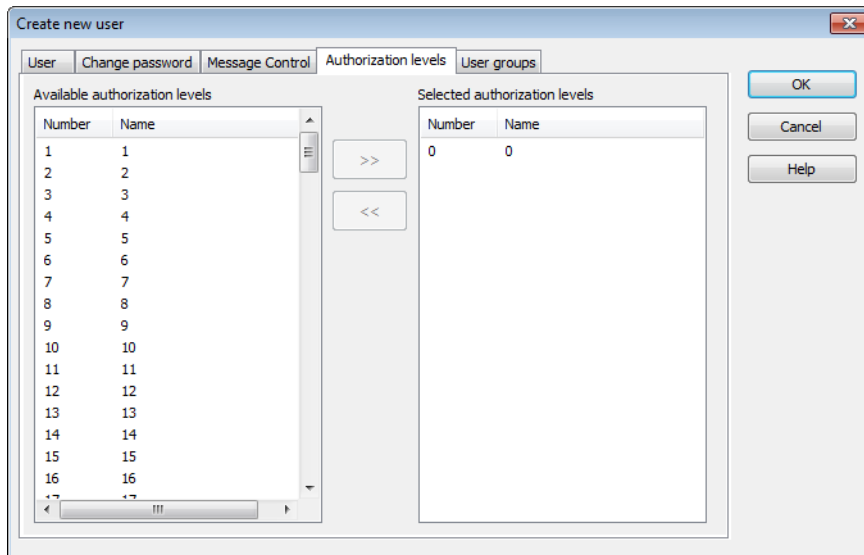 Create new user
User Change password Message Control Authorization levels User groups
Available authorization levels Selected authorization levels OK
Number Name Number Name Cancel
1 1 >> 0 0 Help
2 2
3 3
4 4 <<
5 5
6 6
7 7
8 8
9 9
10 10
11 11
12 12
13 13
14 14
15 15
16 16
17 17